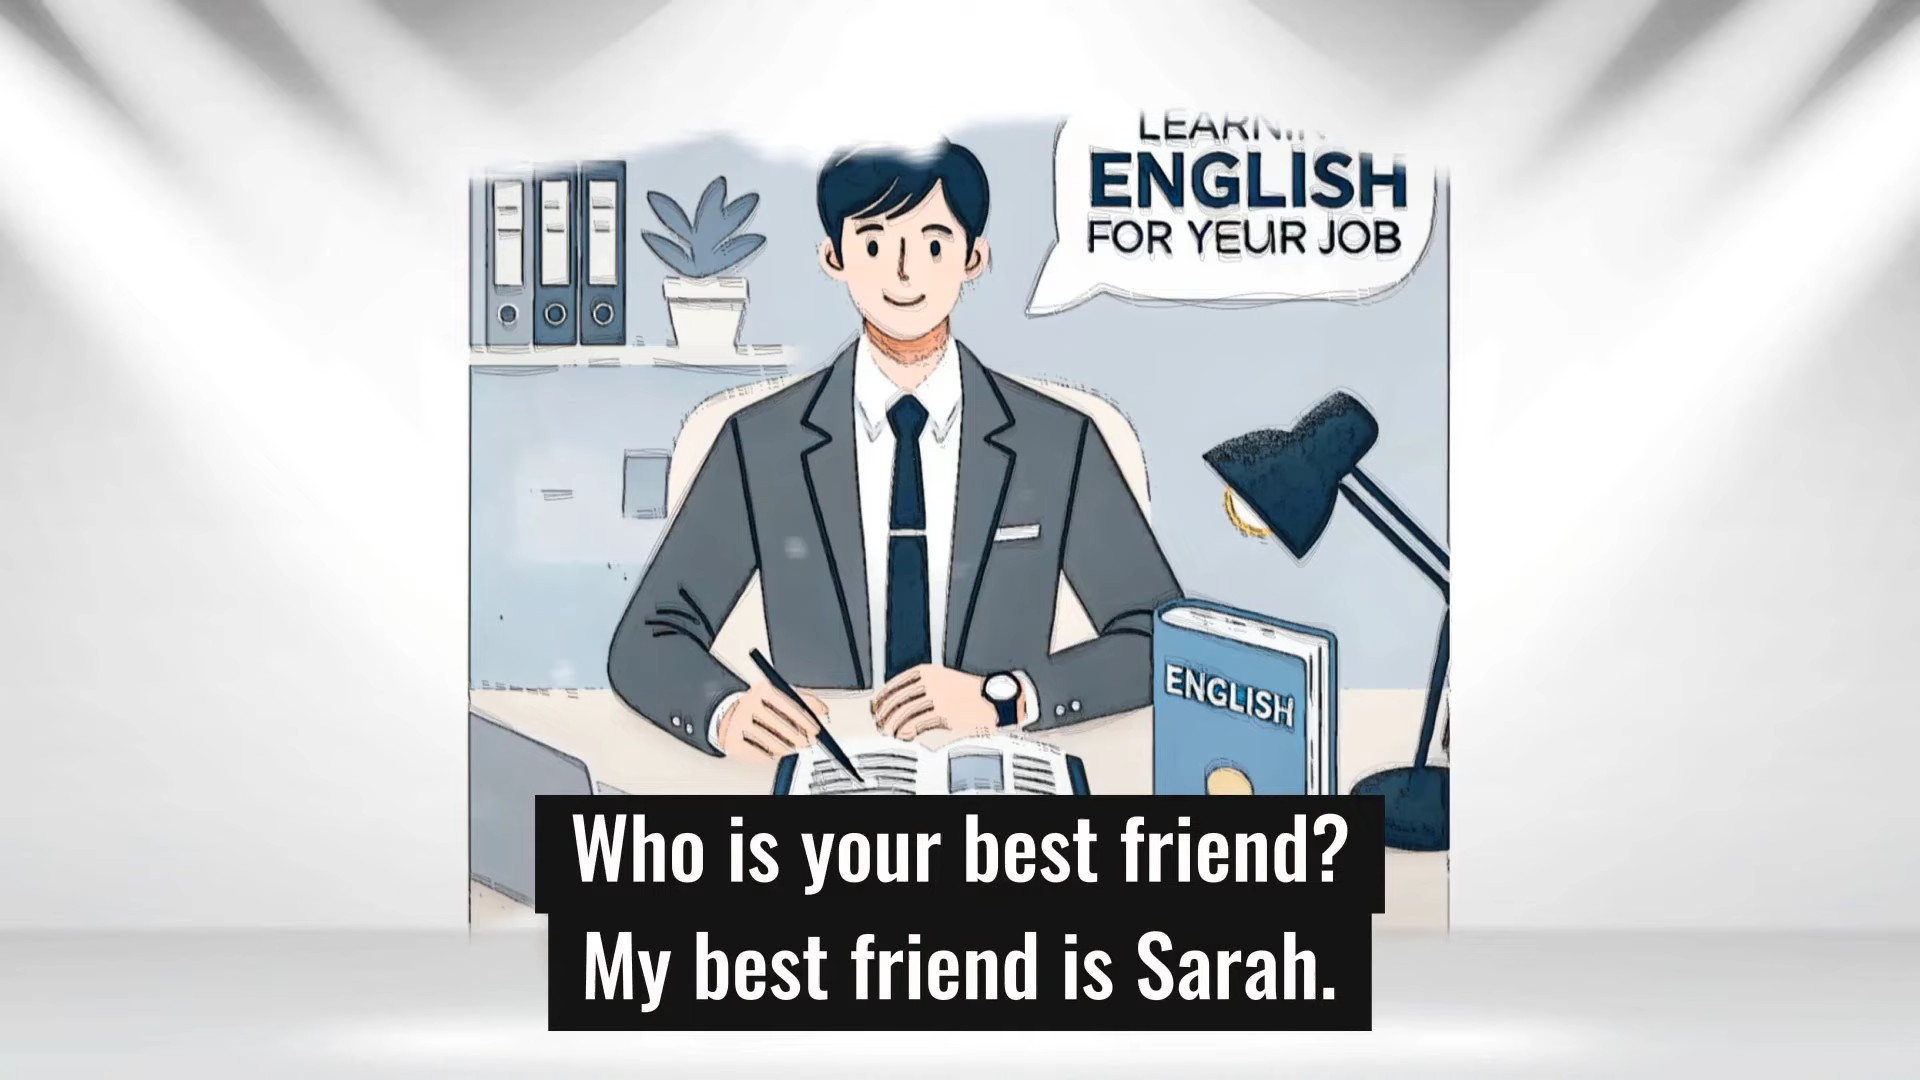 ENGLISH
FOR YEUR JOB
ENGLISH
Who is your best friend?
My best friend is Sarah.